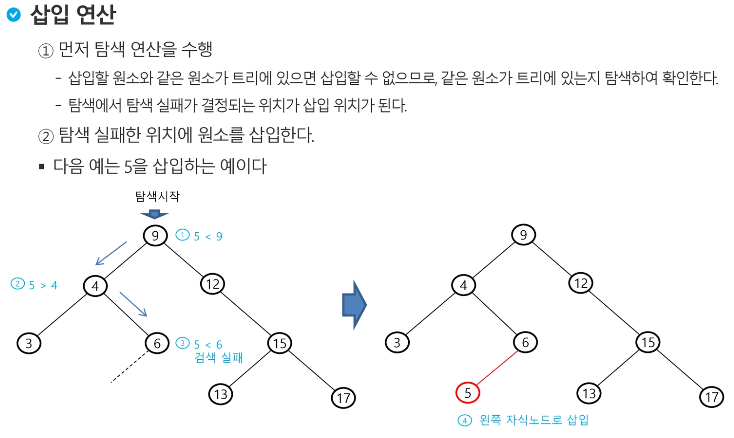 삽입 연산
① 먼저 탐색 연산을 수행
- 삽입할 원소와 같은 원소가 트리에 있으면 삽입할 수 없으므로, 같은 원소가 트리에 있는지 탐색하여 확인한다.
- 탐색에서 탐색 실패가 결정되는 위치가 삽입 위치가 된다.
② 탐색 실패한 위치에 원소를 삽입한다.
▪ 다음 예는 5을 삽입하는 예이다
탐색시작
9
① 5 < 9
② 5 > 4
4
12
3
6
③ 5 < 6
검색 실패
15
13
17
9
4
12
3
6
15
5
13
17
④ 왼쪽 자식노드로 삽입